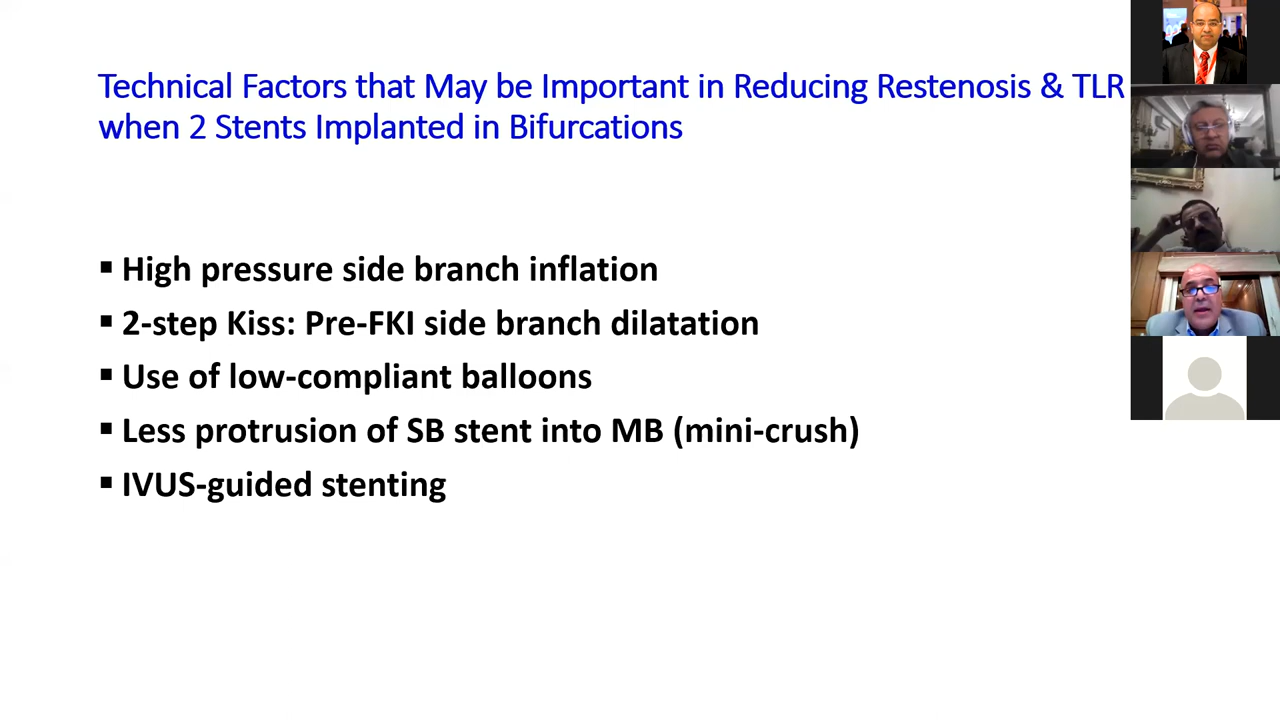 Technical Factors that May be Important in Reducing Restenosis & TLR
when 2 Stents Implanted in Bifurcations
▪ High pressure side branch inflation
▪ 2-step Kiss: Pre-FKI side branch dilatation
▪ Use of low-compliant balloons
▪ Less protrusion of SB stent into MB (mini-crush)
▪ IVUS-guided stenting